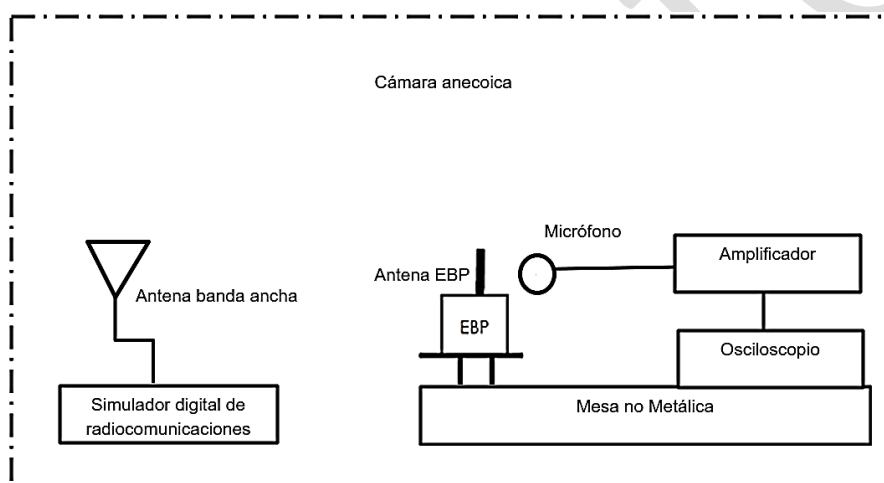 Cámara anecoica
Micrófono
Amplificador
Antena EBP
Antena banda ancha
EBP
Osciloscopio
Simulador digital de
radiocomunicaciones
Mesa no Metálica